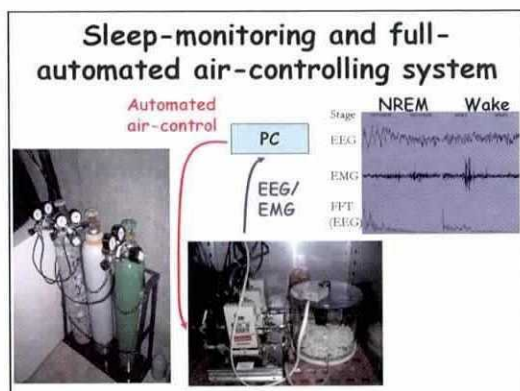 Sleep-monitoring and full-
automated air-controlling system
Automated
air-control
PC
EEG/
EMG
NREM Wake
Stage
EEG
EMG
FFT
(EEG)